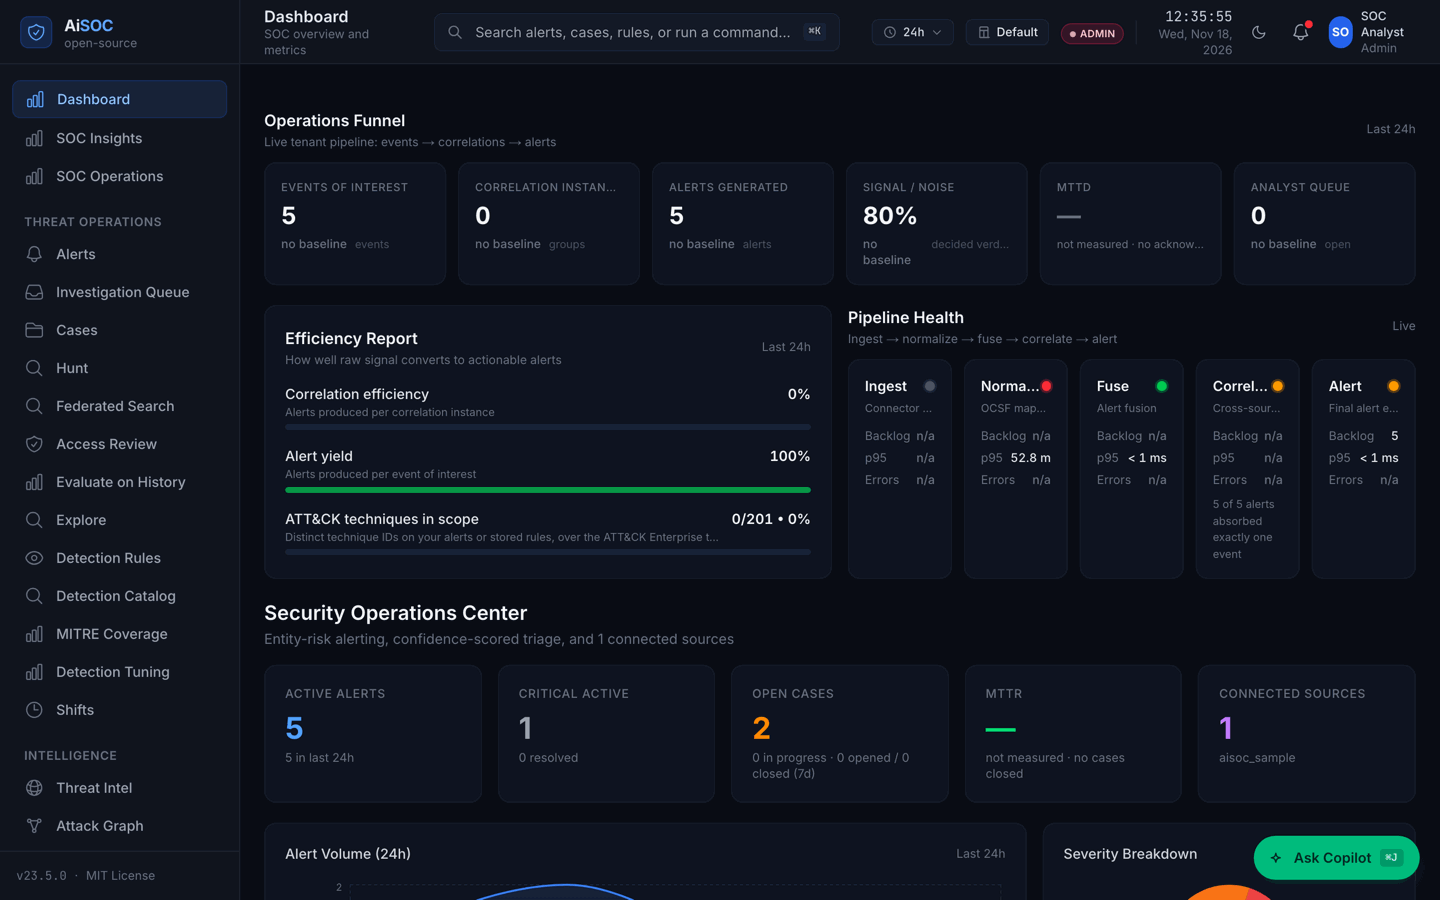 AiSOC
open-source
Dashboard
SOC overview and
metrics
Search alerts, cases, rules, or run a command... ⌘K
24h
Default
ADMIN
12:35:55
Wed, Nov 18,
2026
SO
SOC
Analyst
Admin
Dashboard
SOC Insights
SOC Operations
THREAT OPERATIONS
Alerts
Investigation Queue
Cases
Hunt
Federated Search
Access Review
Evaluate on History
Explore
Detection Rules
Detection Catalog
MITRE Coverage
Detection Tuning
Shifts
INTELLIGENCE
Threat Intel
Attack Graph
v23.5.0 · MIT License
Operations Funnel
Live tenant pipeline: events → correlations → alerts
Last 24h
EVENTS OF INTEREST
5
no baseline events
CORRELATION INSTAN...
0
no baseline groups
ALERTS GENERATED
5
no baseline alerts
SIGNAL / NOISE
80%
no baseline decided verd...
MTTD
—
not measured · no acknow...
ANALYST QUEUE
0
no baseline open
Efficiency Report
How well raw signal converts to actionable alerts
Last 24h
Correlation efficiency 0%
Alerts produced per correlation instance
Alert yield 100%
Alerts produced per event of interest
ATT&CK techniques in scope 0/201 • 0%
Distinct technique IDs on your alerts or stored rules, over the ATT&CK Enterprise t...
Pipeline Health
Ingest → normalize → fuse → correlate → alert
Live
Ingest
Connector ...
Backlog n/a
p95 n/a
Errors n/a
Norma...
OCSF map...
Backlog n/a
p95 52.8 m
Errors n/a
Fuse
Alert fusion
Backlog n/a
p95 < 1 ms
Errors n/a
Correl...
Cross-sour...
Backlog n/a
p95 n/a
Errors n/a
5 of 5 alerts
absorbed
exactly one
event
Alert
Final alert e...
Backlog 5
p95 < 1 ms
Errors n/a
Security Operations Center
Entity-risk alerting, confidence-scored triage, and 1 connected sources
ACTIVE ALERTS
5
5 in last 24h
CRITICAL ACTIVE
1
0 resolved
OPEN CASES
2
0 in progress · 0 opened / 0
closed (7d)
MTTR
—
not measured · no cases
closed
CONNECTED SOURCES
1
aisoc_sample
Alert Volume (24h)
Last 24h
2
Severity Breakdown
Ask Copilot ⌘J